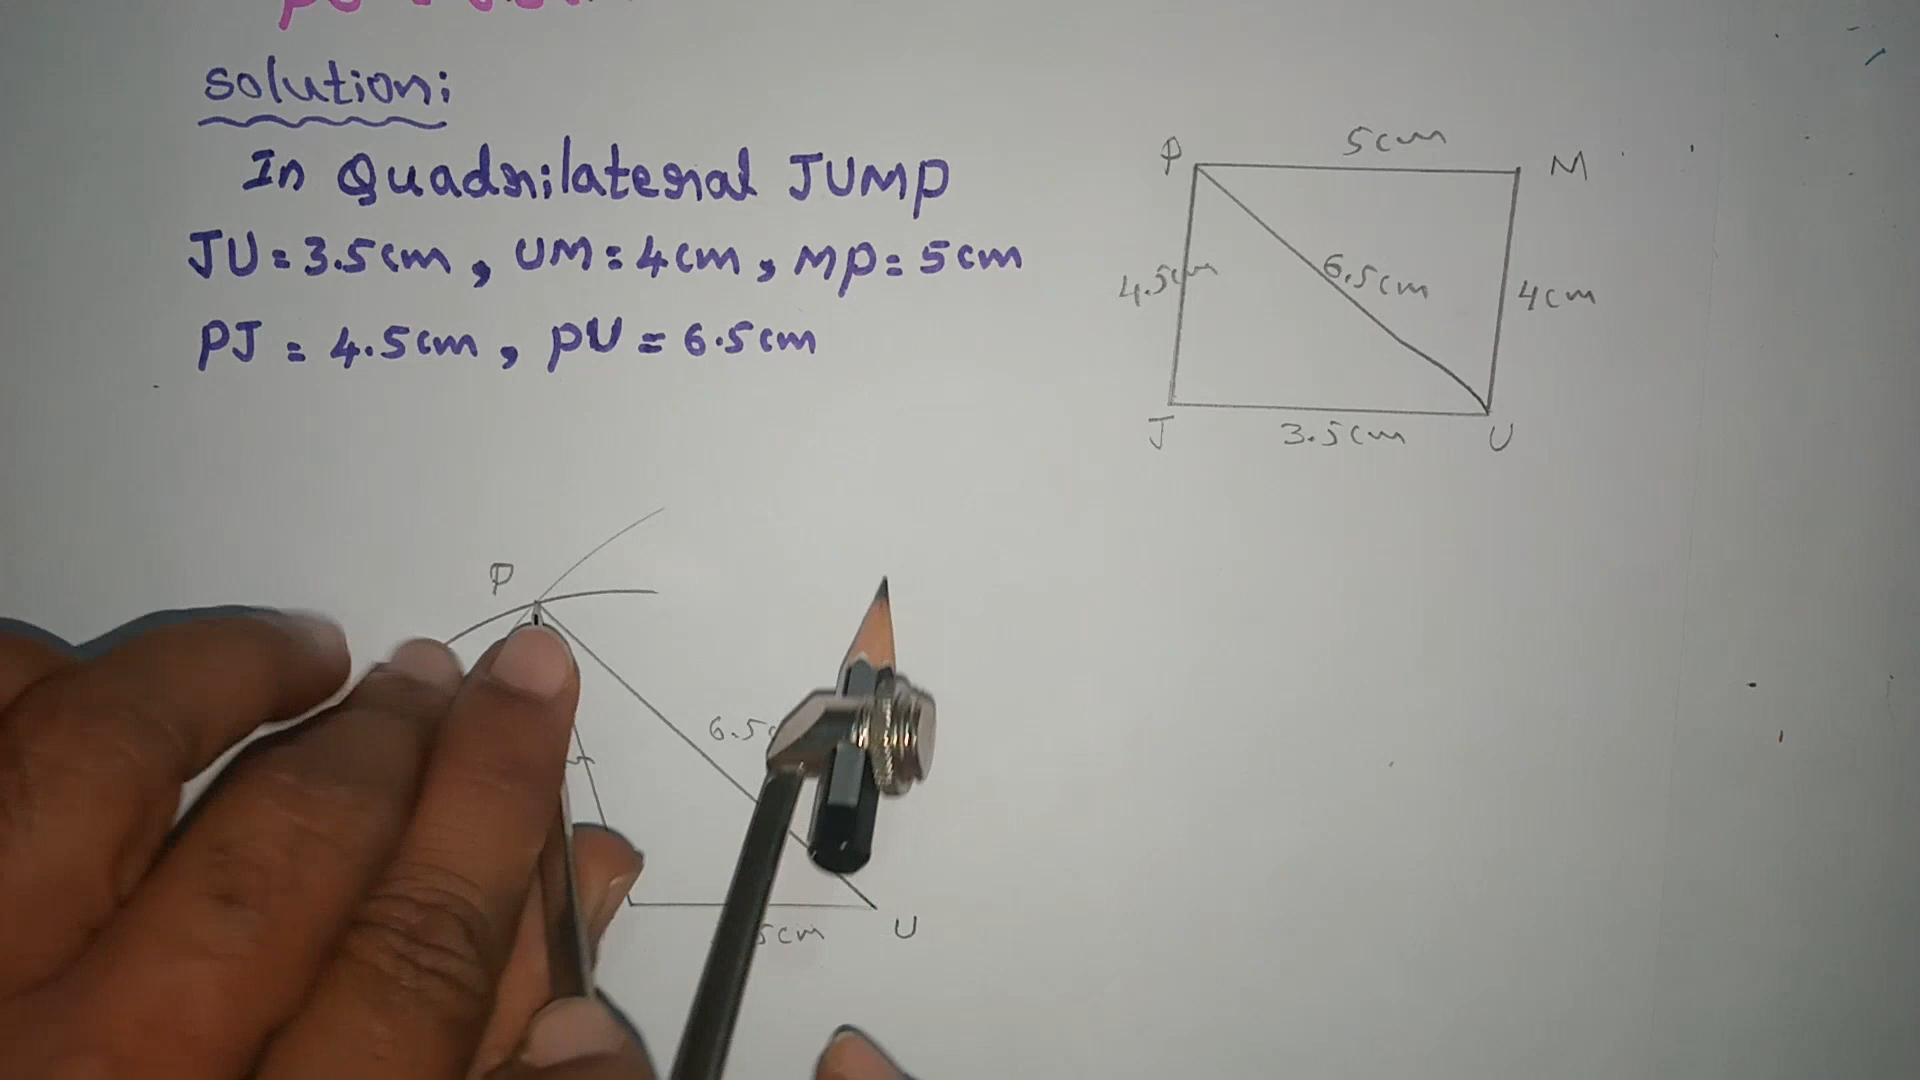 Solution:
In Quadrilateral JUMP
JU = 3.5cm, UM = 4cm, MP = 5cm
PJ = 4.5cm, PU = 6.5cm
5cm
P
M
4.5cm
6.5cm
4cm
J
3.5cm
U
P
6.5
5cm
U